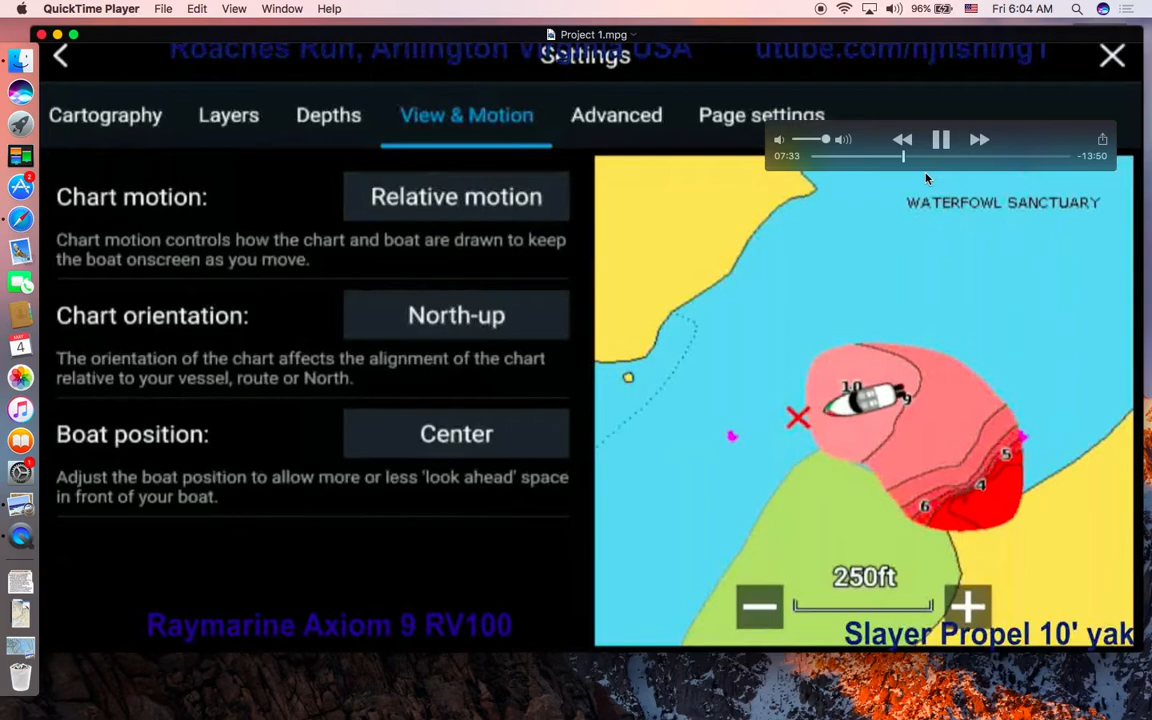 QuickTime Player File Edit View Window Help 96% Fri 6:04 AM
Project 1.mpg
Roaches Run, Arlington Virginia USA utube.com/njfishing1
Settings
Cartography Layers Depths View & Motion Advanced Page settings
07:33 -13:50
Chart motion: Relative motion
Chart motion controls how the chart and boat are drawn to keep
the boat onscreen as you move.
WATERFOWL SANCTUARY
Chart orientation: North-up
The orientation of the chart affects the alignment of the chart
relative to your vessel, route or North.
Boat position: Center
Adjust the boat position to allow more or less 'look ahead' space
in front of your boat.
10
9
5
4
6
250ft
Raymarine Axiom 9 RV100
Slayer Propel 10' yak
2
MAY
4
1